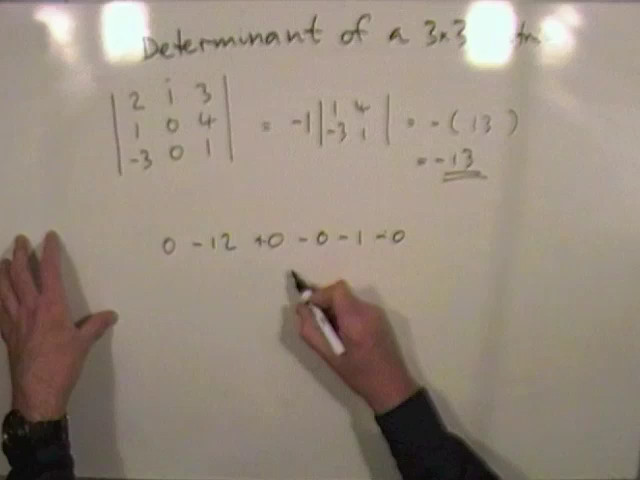 Determinant of a 3x3
| 2 1 3 |
| 1 0 4 | = -1 | 1 4 | = -( 13 )
| -3 0 1 | | -3 1 | = -13
0 -12 +0 -0 -1 -0